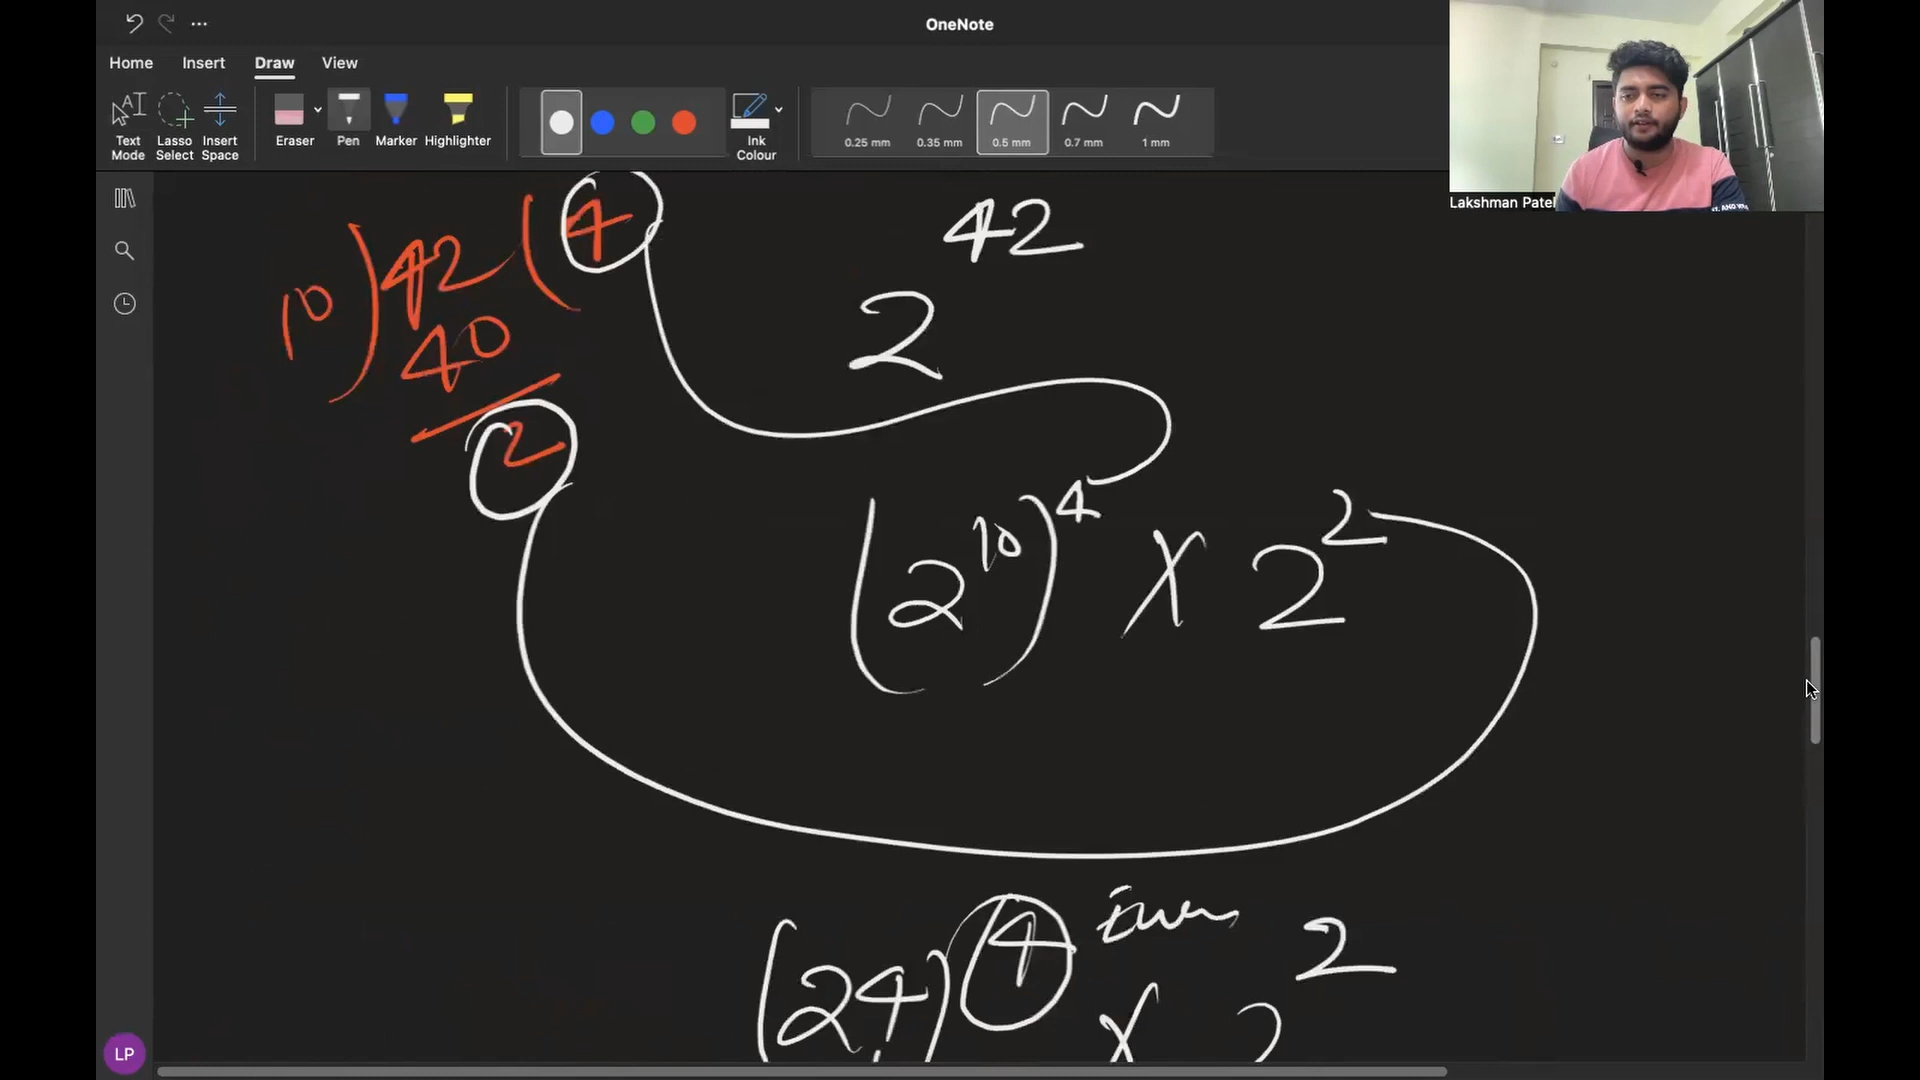 OneNote
Home Insert Draw View
Text Mode
Lasso Select
Insert Space
Eraser
Pen
Marker
Highlighter
Ink Colour
0.25 mm
0.35 mm
0.5 mm
0.7 mm
1 mm
Lakshman Patel
10)42(4
40
2
42
2
(2^10)^4 X 2^2
(24)^4 Even X 2^2
LP